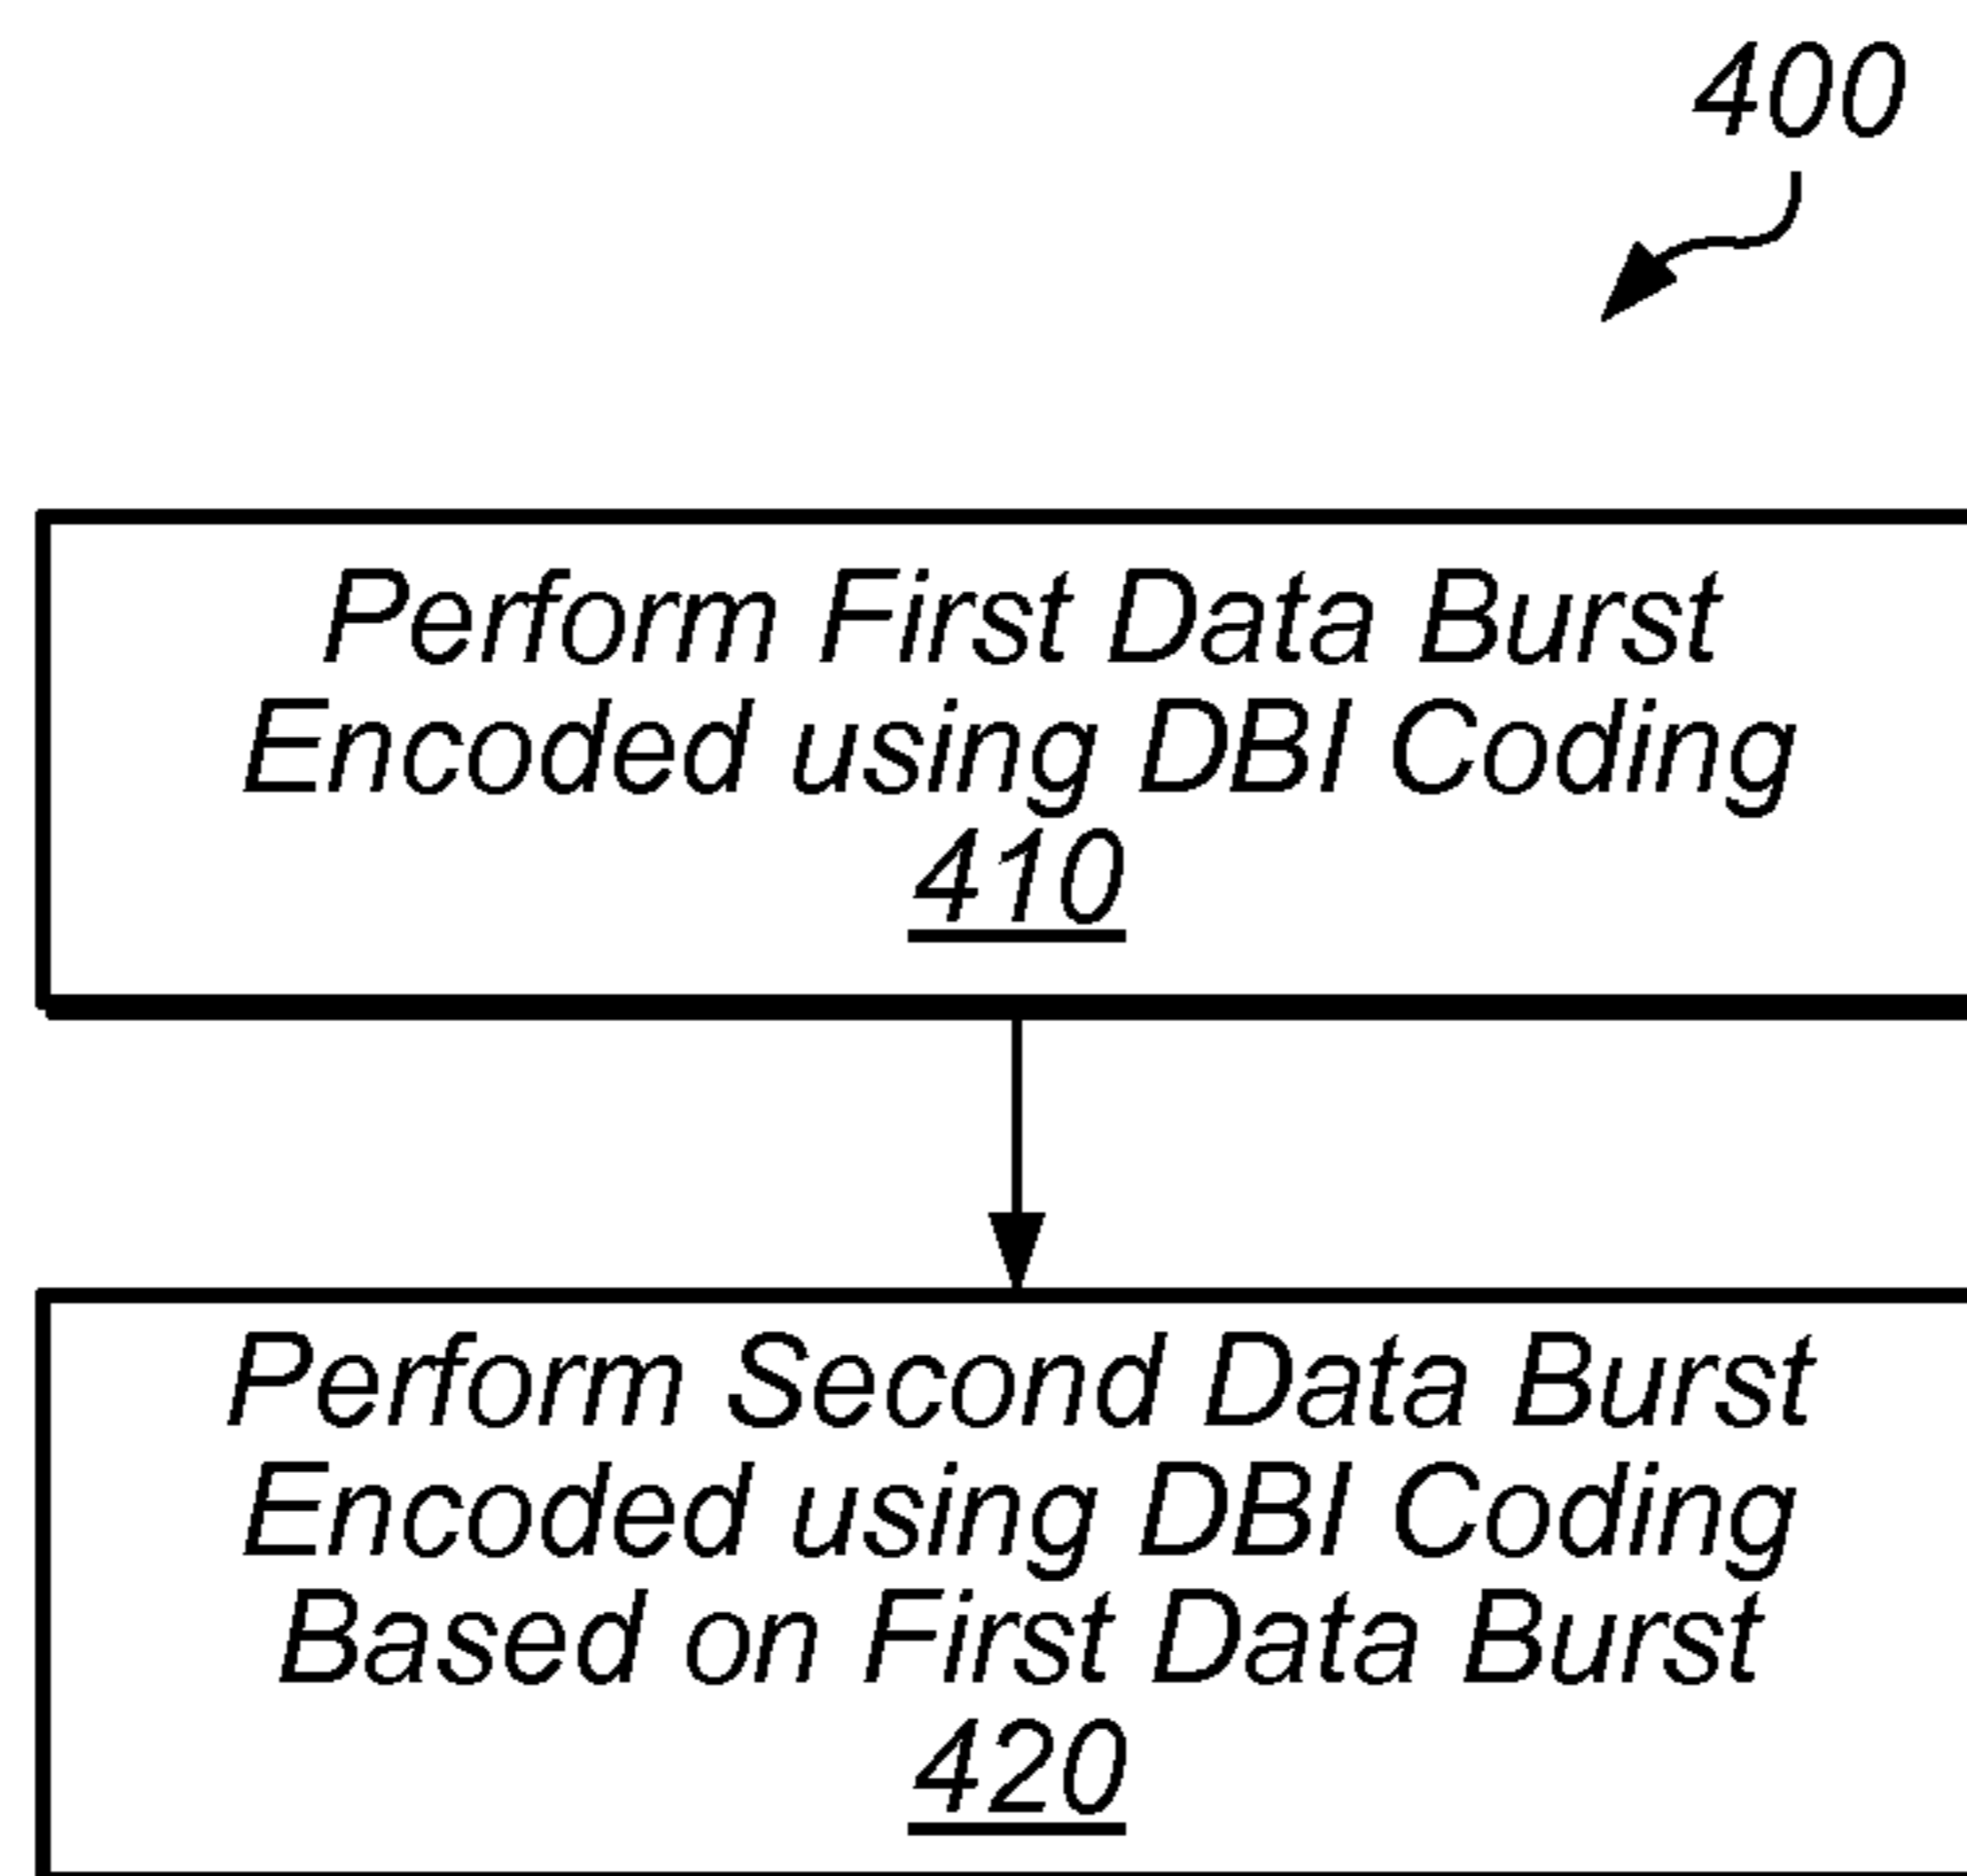 400
Perform First Data Burst
Encoded using DBI Coding
410
Perform Second Data Burst
Encoded using DBI Coding
Based on First Data Burst
420